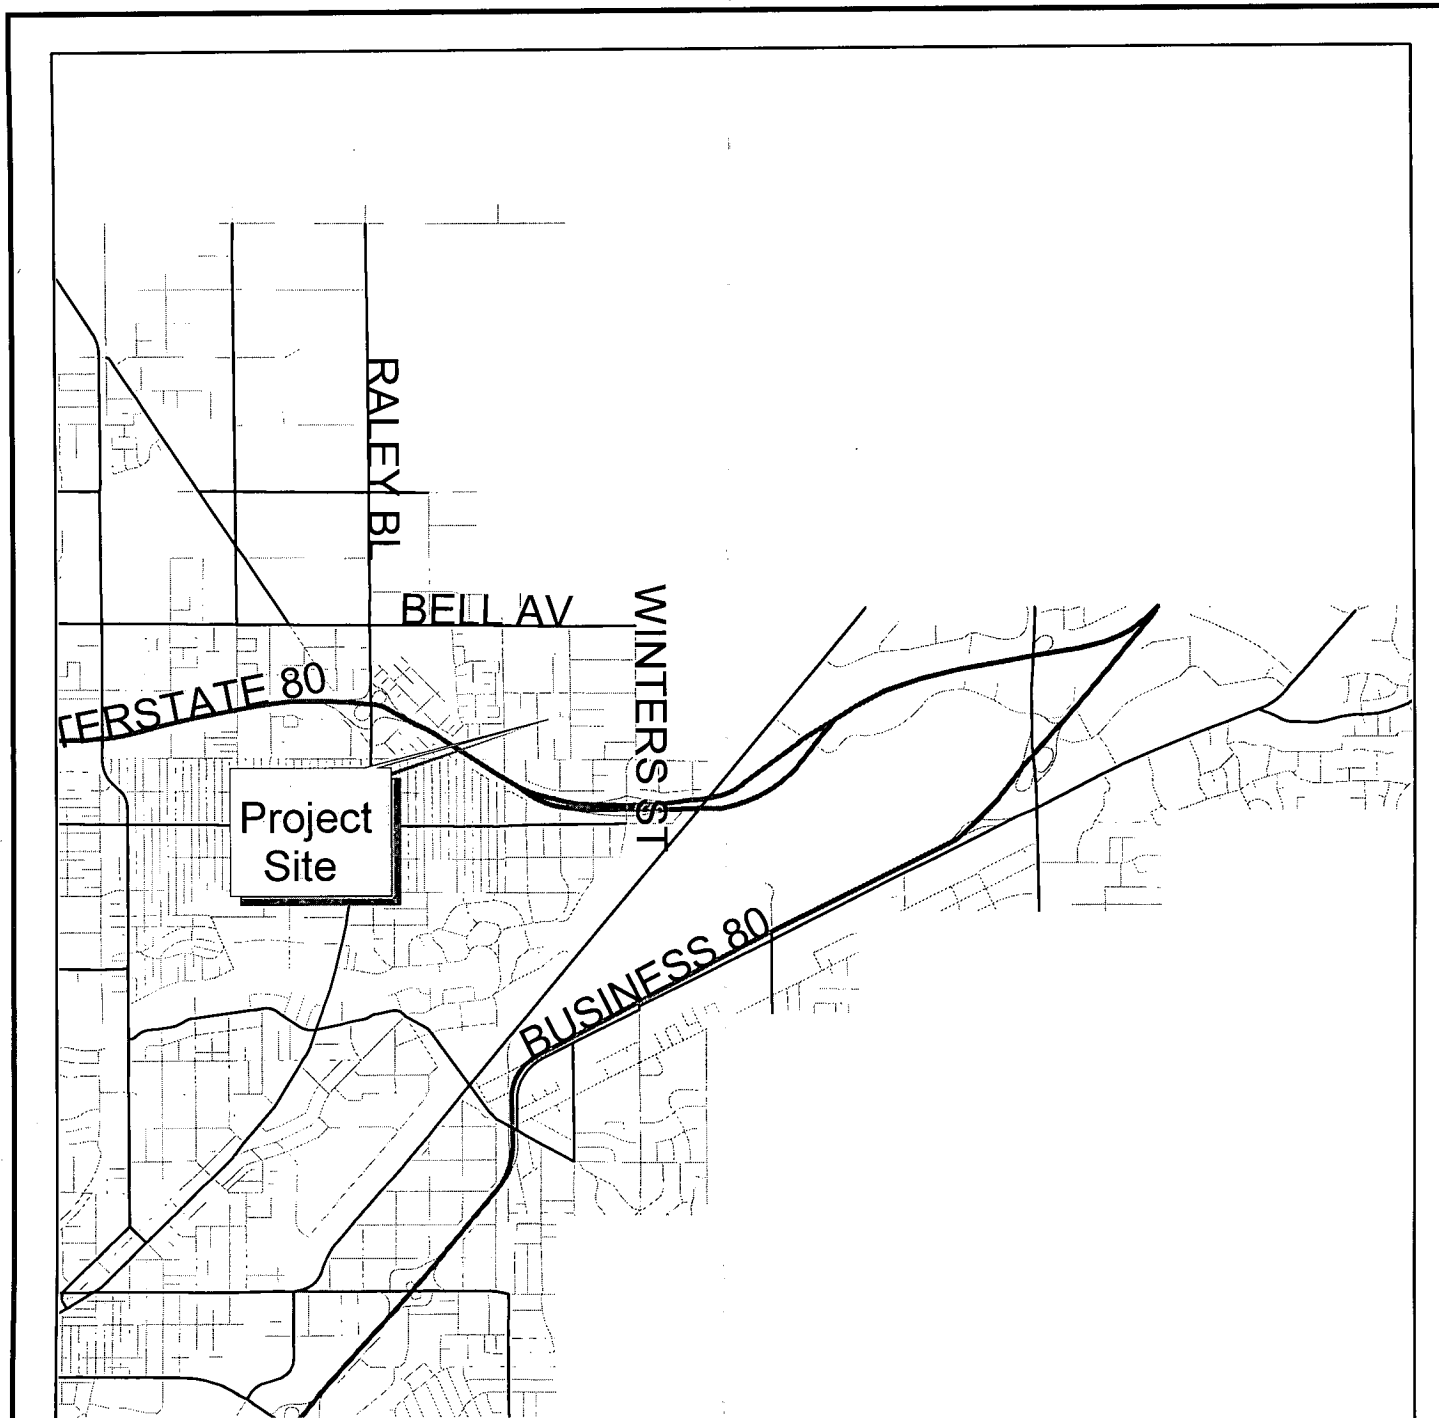 RALEY BL
BELL AV
WINTERS ST
TERSTATE 80
Project
Site
BUSINESS 80